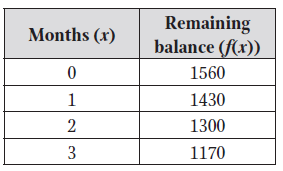 Months (x) Remaining
balance (f(x))
0 1560
1 1430
2 1300
3 1170